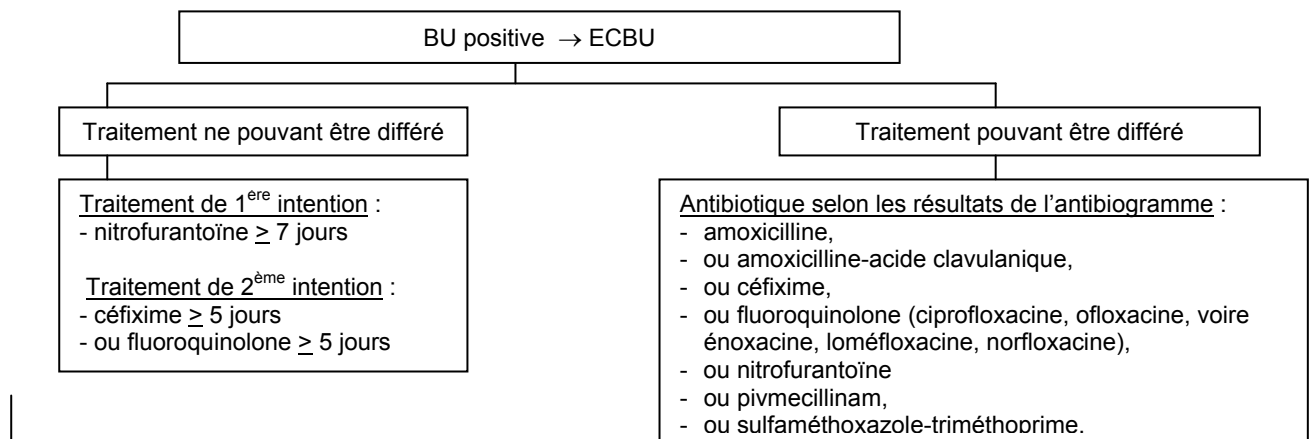 BU positive → ECBU
Traitement ne pouvant être différé
Traitement de 1ère intention :
- nitrofurantoïne ≥ 7 jours
Traitement de 2ème intention :
- céfixime ≥ 5 jours
- ou fluoroquinolone ≥ 5 jours
Traitement pouvant être différé
Antibiotique selon les résultats de l’antibiogramme :
- amoxicilline,
- ou amoxicilline-acide clavulanique,
- ou céfixime,
- ou fluoroquinolone (ciprofloxacine, ofloxacine, voire
énoxacine, loméfloxacine, norfloxacine),
- ou nitrofurantoïne
- ou pivmecillinam,
- ou sulfaméthoxazole-triméthoprime.